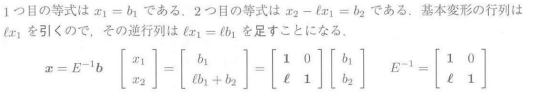 1つ目の等式は x₁ = b₁ である．2つ目の等式は x₂ − ℓx₁ = b₂ である．基本変形の行列は
ℓx₁ を引くので，その逆行列は ℓx₁ = ℓb₁ を足すことになる．
x = E⁻¹b [ x₁ x₂ ] = [ b₁ ℓb₁ + b₂ ] = [ 1 0 ℓ 1 ] [ b₁ b₂ ] E⁻¹ = [ 1 0 ℓ 1 ]